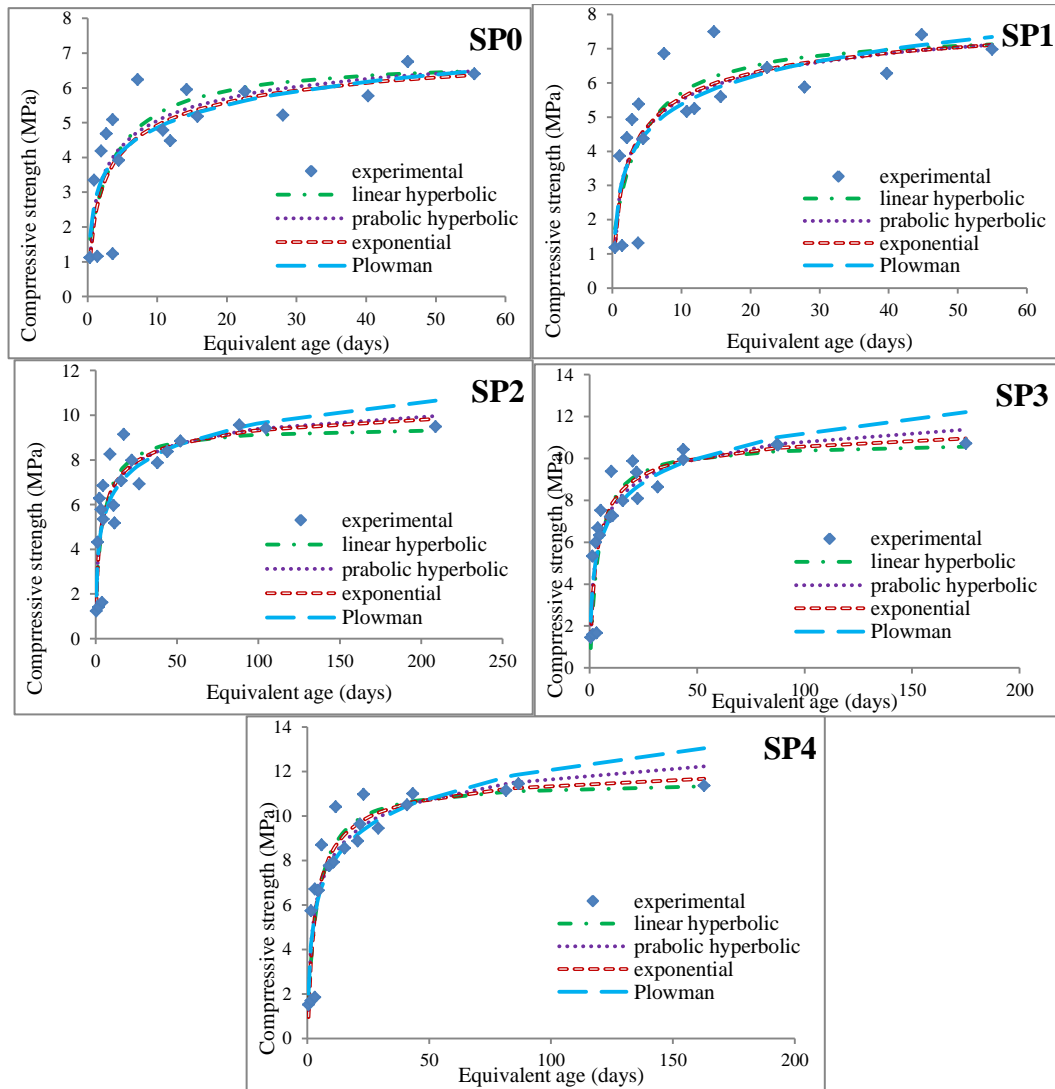 SP0
8
7
6
5
4
3
2
1
0
Comprressive strength (MPa)
experimental
linear hyperbolic
prabolic hyperbolic
exponential
Plowman
0 10 20 30 40 50 60
Equivalent age (days)
SP1
8
7
6
5
4
3
2
1
0
Comprressive strength (MPa)
experimental
linear hyperbolic
prabolic hyperbolic
exponential
Plowman
0 10 20 30 40 50 60
Equivalent age (days)
SP2
12
10
8
6
4
2
0
Comprressive strength (MPa)
experimental
linear hyperbolic
prabolic hyperbolic
exponential
Plowman
0 50 100 150 200 250
Equivalent age (days)
SP3
14
12
10
8
6
4
2
0
Comprressive strength (MPa)
experimental
linear hyperbolic
prabolic hyperbolic
exponential
Plowman
0 50 100 150 200
Equivalent age (days)
SP4
14
12
10
8
6
4
2
0
Comprressive strength (MPa)
experimental
linear hyperbolic
prabolic hyperbolic
exponential
Plowman
0 50 100 150 200
Equivalent age (days)